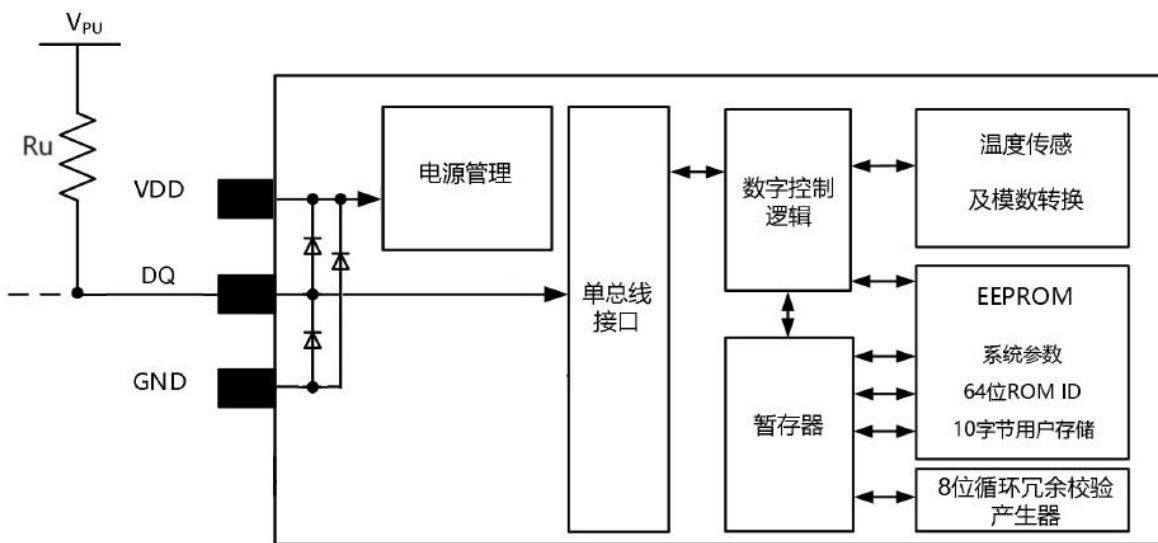 VPU
Ru
VDD
DQ
GND
电源管理
单总线
接口
数字控制
逻辑
暂存器
温度传感
及模数转换
EEPROM
系统参数
64位ROM ID
10字节用户存储
8位循环冗余校验
产生器